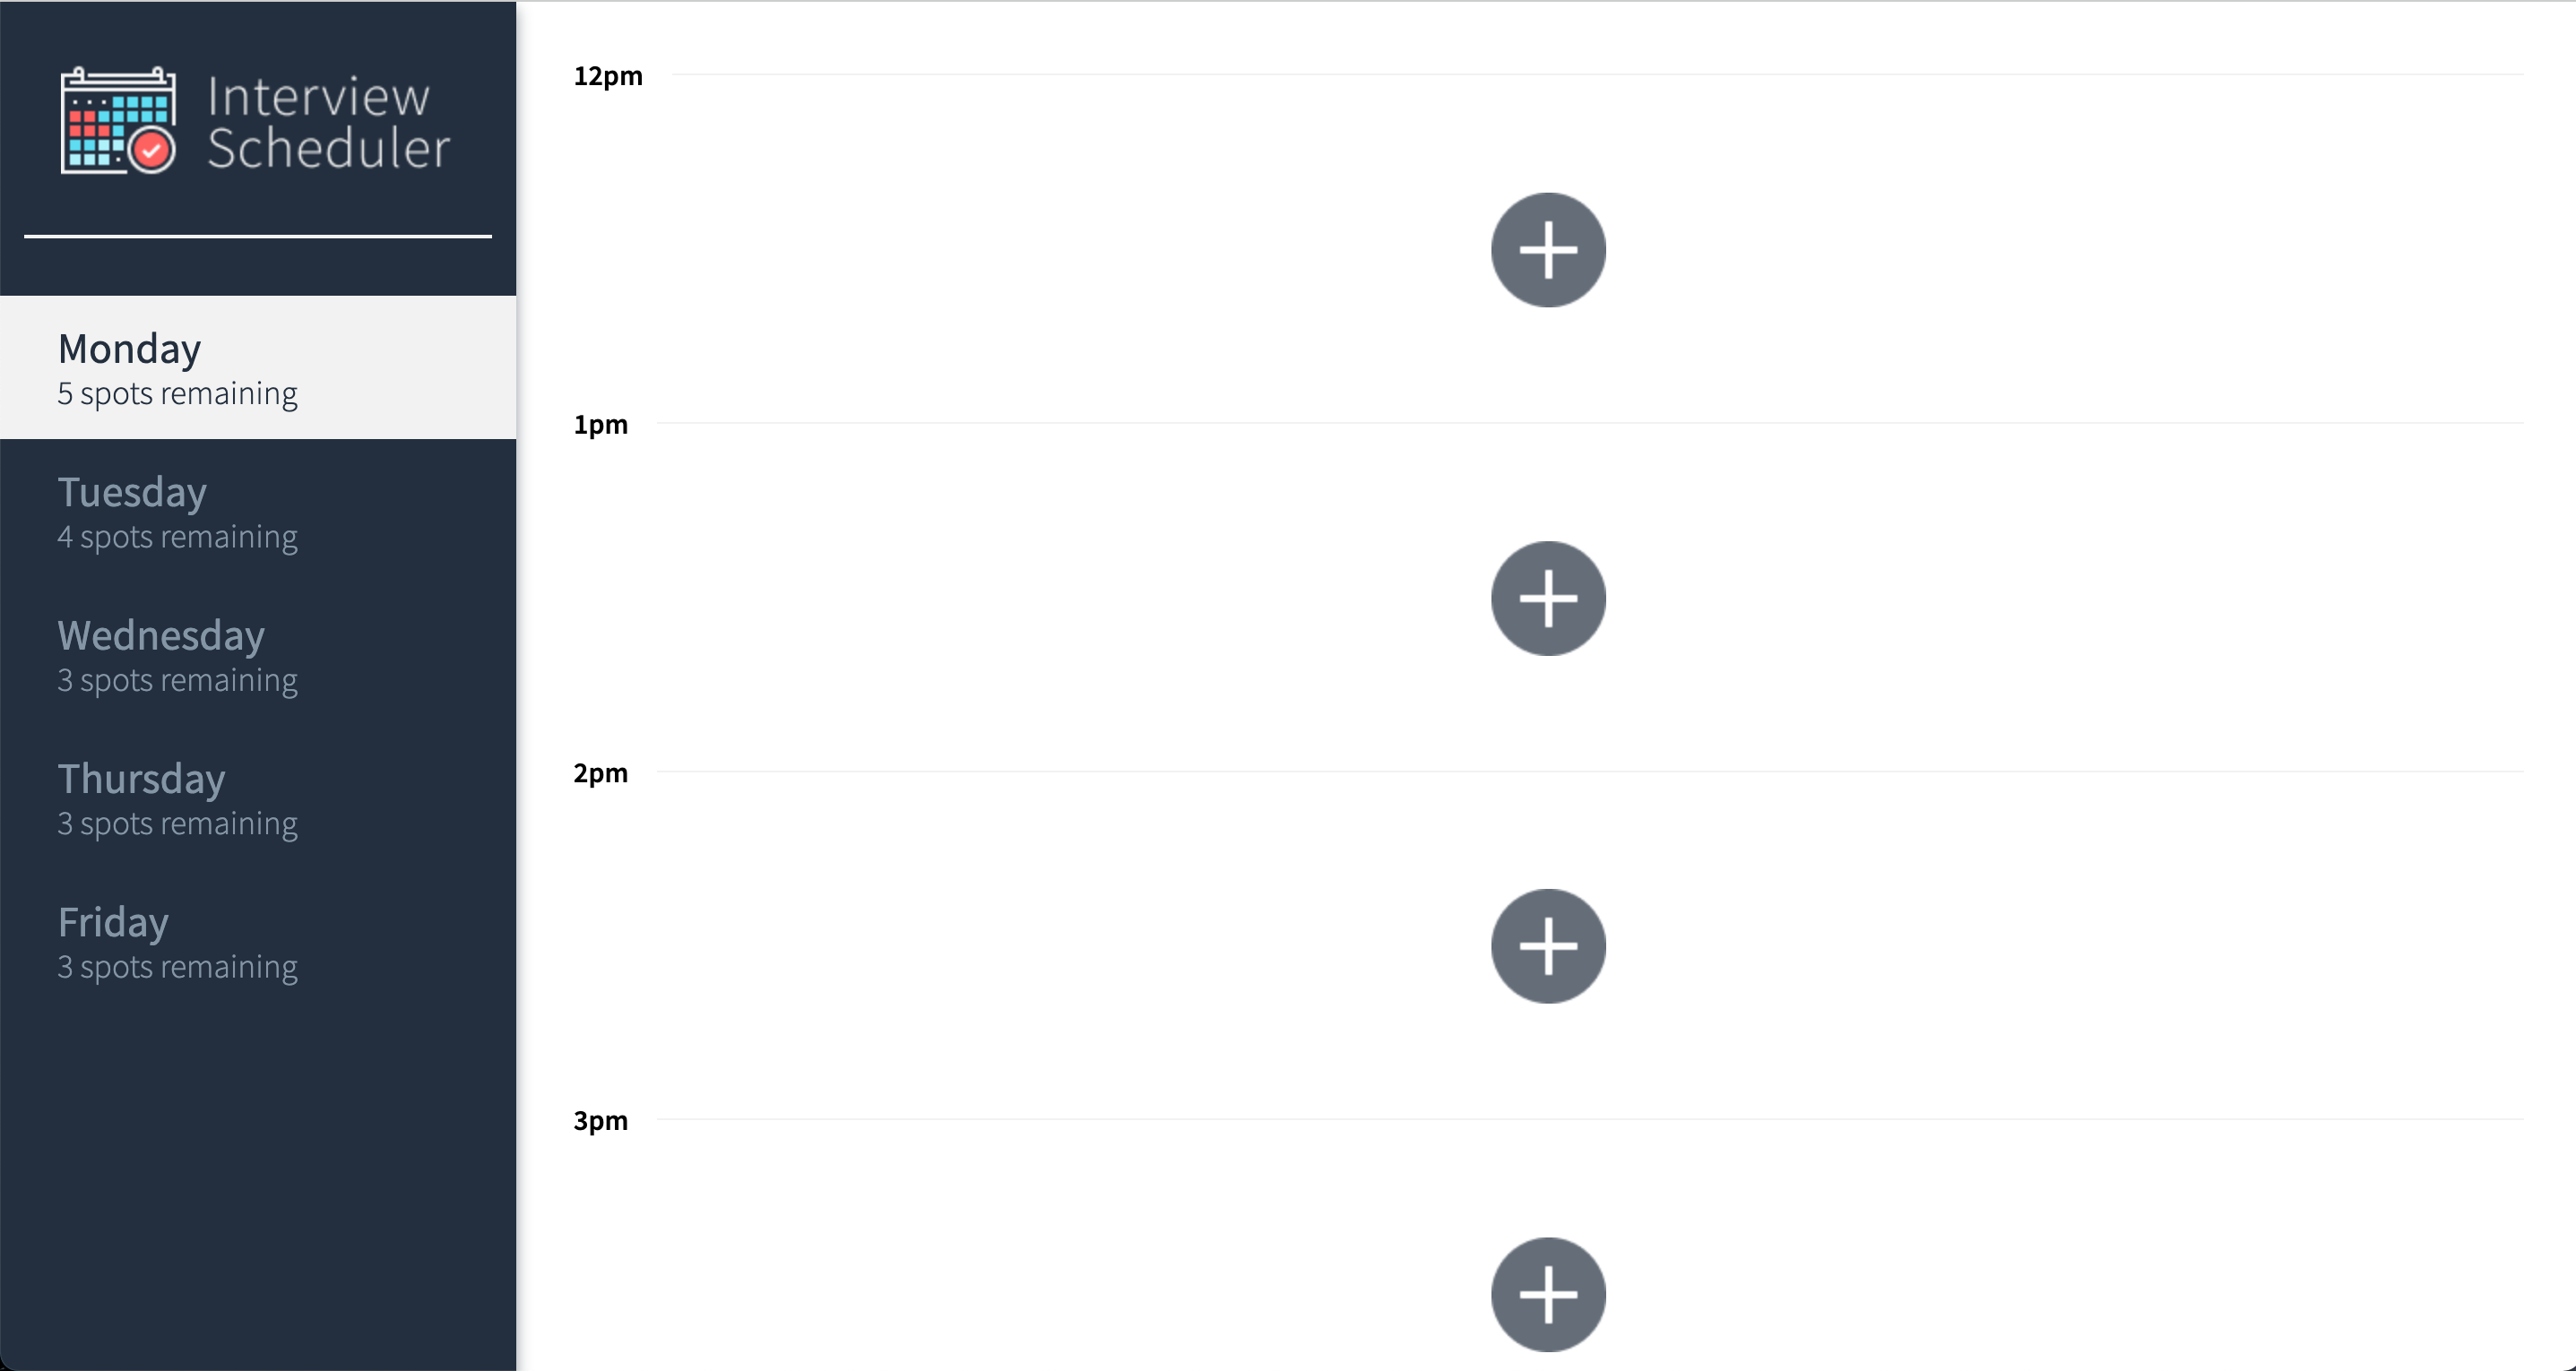 Interview
Scheduler
Monday
5 spots remaining
Tuesday
4 spots remaining
Wednesday
3 spots remaining
Thursday
3 spots remaining
Friday
3 spots remaining
12pm
1pm
2pm
3pm